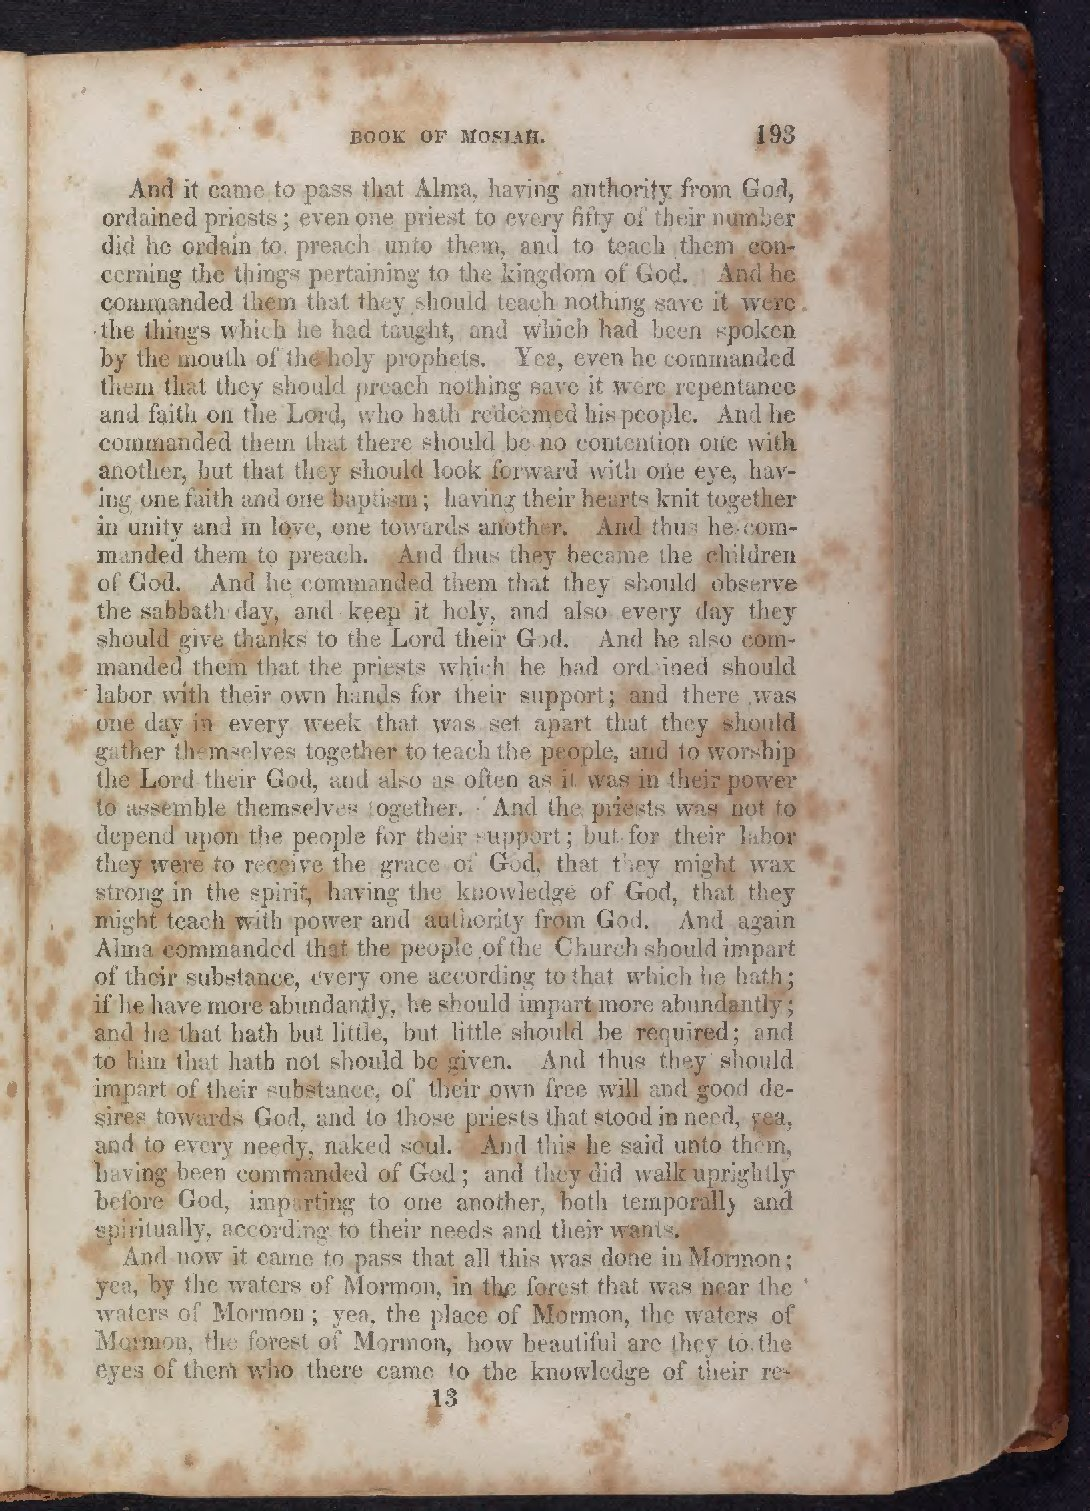 BOOK OF MOSIAH. 193
And it came to pass that Alma, having authority from God,
ordained priests; even one priest to every fifty of their number
did he ordain to preach unto them, and to teach them con-
cerning the things pertaining to the kingdom of God. And he
commanded them that they should teach nothing save it were
the things which he had taught, and which had been spoken
by the mouth of the holy prophets. Yea, even he commanded
them that they should preach nothing save it were repentance
and faith on the Lord, who hath redeemed his people. And he
commanded them that there should be no contention one with
another, but that they should look forward with one eye, hav-
ing one faith and one baptism; having their hearts knit together
in unity and in love, one towards another. And thus he com-
manded them to preach. And thus they became the children
of God. And he commanded them that they should observe
the sabbath day, and keep it holy, and also every day they
should give thanks to the Lord their God. And he also com-
manded them that the priests which he had ordained should
labor with their own hands for their support; and there was
one day in every week that was set apart that they should
gather themselves together to teach the people, and to worship
the Lord their God, and also as often as it was in their power
to assemble themselves together. And the priests was not to
depend upon the people for their support; but for their labor
they were to receive the grace of God, that they might wax
strong in the spirit, having the knowledge of God, that they
might teach with power and authority from God. And again
Alma commanded that the people of the Church should impart
of their substance, every one according to that which he hath;
if he have more abundantly, he should impart more abundantly;
and he that hath but little, but little should be required; and
to him that hath not should be given. And thus they should
impart of their substance, of their own free will and good de-
sires towards God, and to those priests that stood in need, yea,
and to every needy, naked soul. And this he said unto them,
having been commanded of God; and they did walk uprightly
before God, imparting to one another, both temporally and
spiritually, according to their needs and their wants.
And now it came to pass that all this was done in Mormon;
yea, by the waters of Mormon, in the forest that was near the
waters of Mormon; yea, the place of Mormon, the waters of
Mormon, the forest of Mormon, how beautiful are they to the
eyes of them who there came to the knowledge of their re-
13